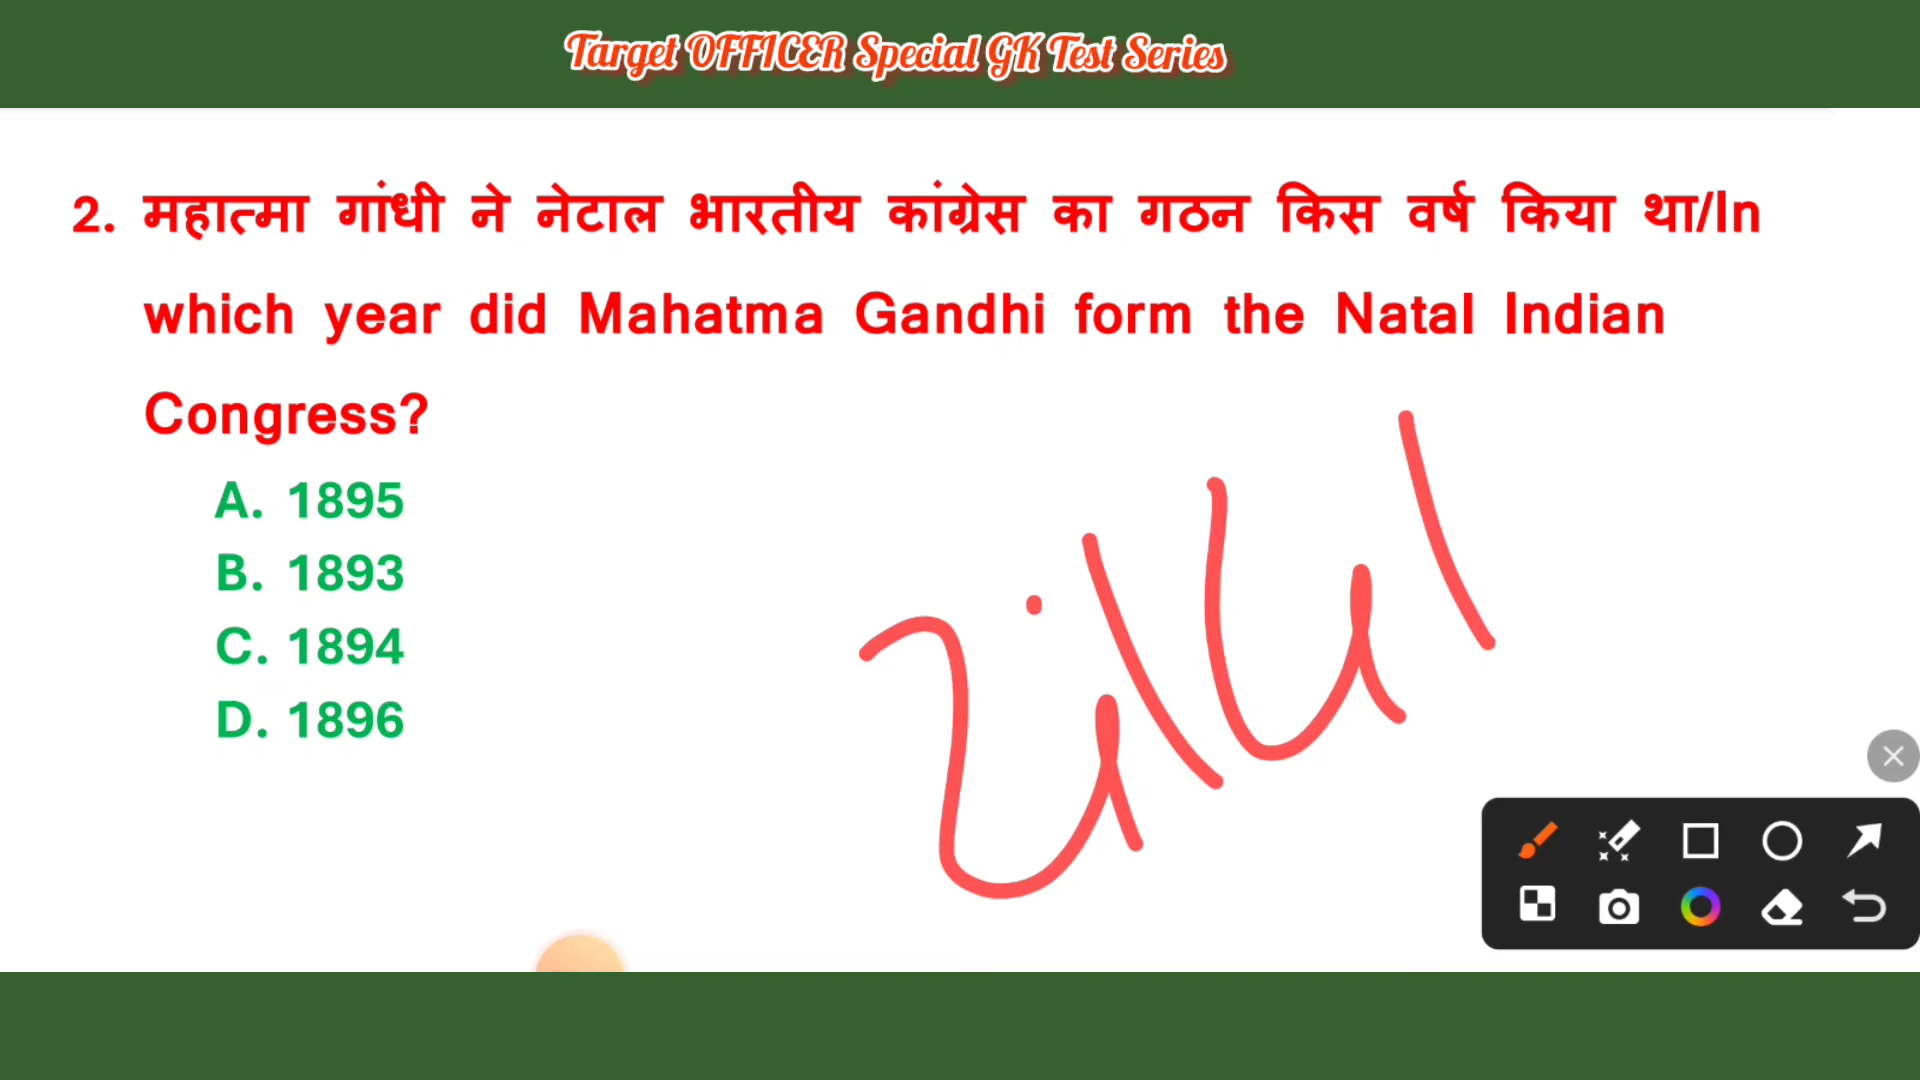 Target OFFICER Special GK Test Series
2. महात्मा गांधी ने नेटाल भारतीय कांग्रेस का गठन किस वर्ष किया था/In
which year did Mahatma Gandhi form the Natal Indian
Congress?
A. 1895
B. 1893
C. 1894
D. 1896